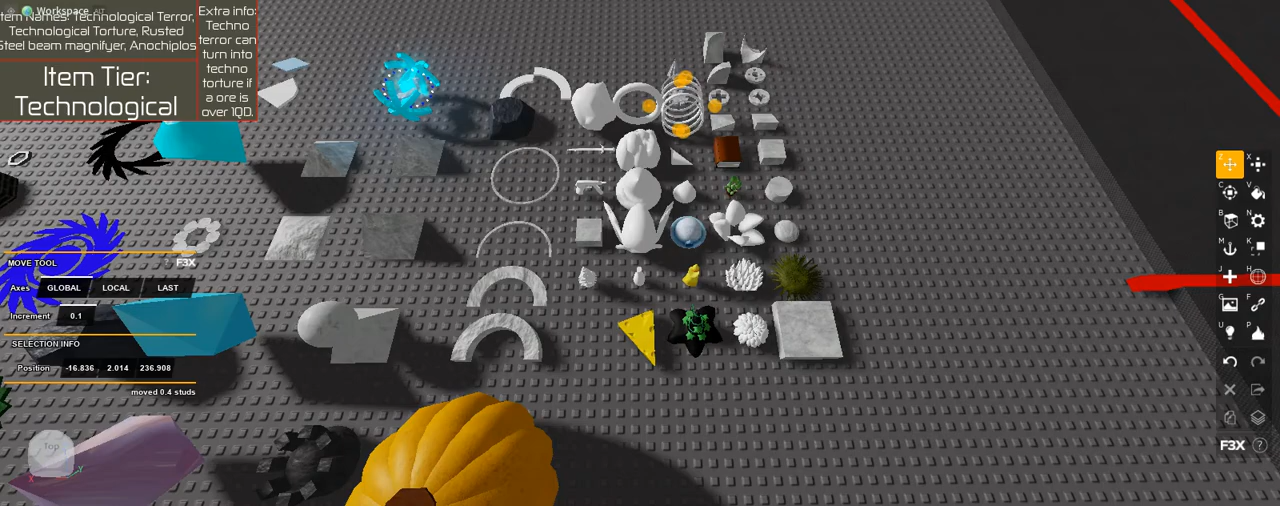 Workspace
Item Names: Technological Terror,
Technological Torture, Rusted
Steel beam magnifyer, Anochiplos
Item Tier:
Technological
Extra info:
Techno
terror can
turn into
techno
torture if
a ore is
over 1QD.
MOVE TOOL
F3X
Axes GLOBAL LOCAL LAST
Increment 0.1
SELECTION INFO
Position -16.836 2.014 236.908
moved 0.4 studs
Top
X
Y
Z X
C V
B N
M K
J H
G F
U P
F3X ?